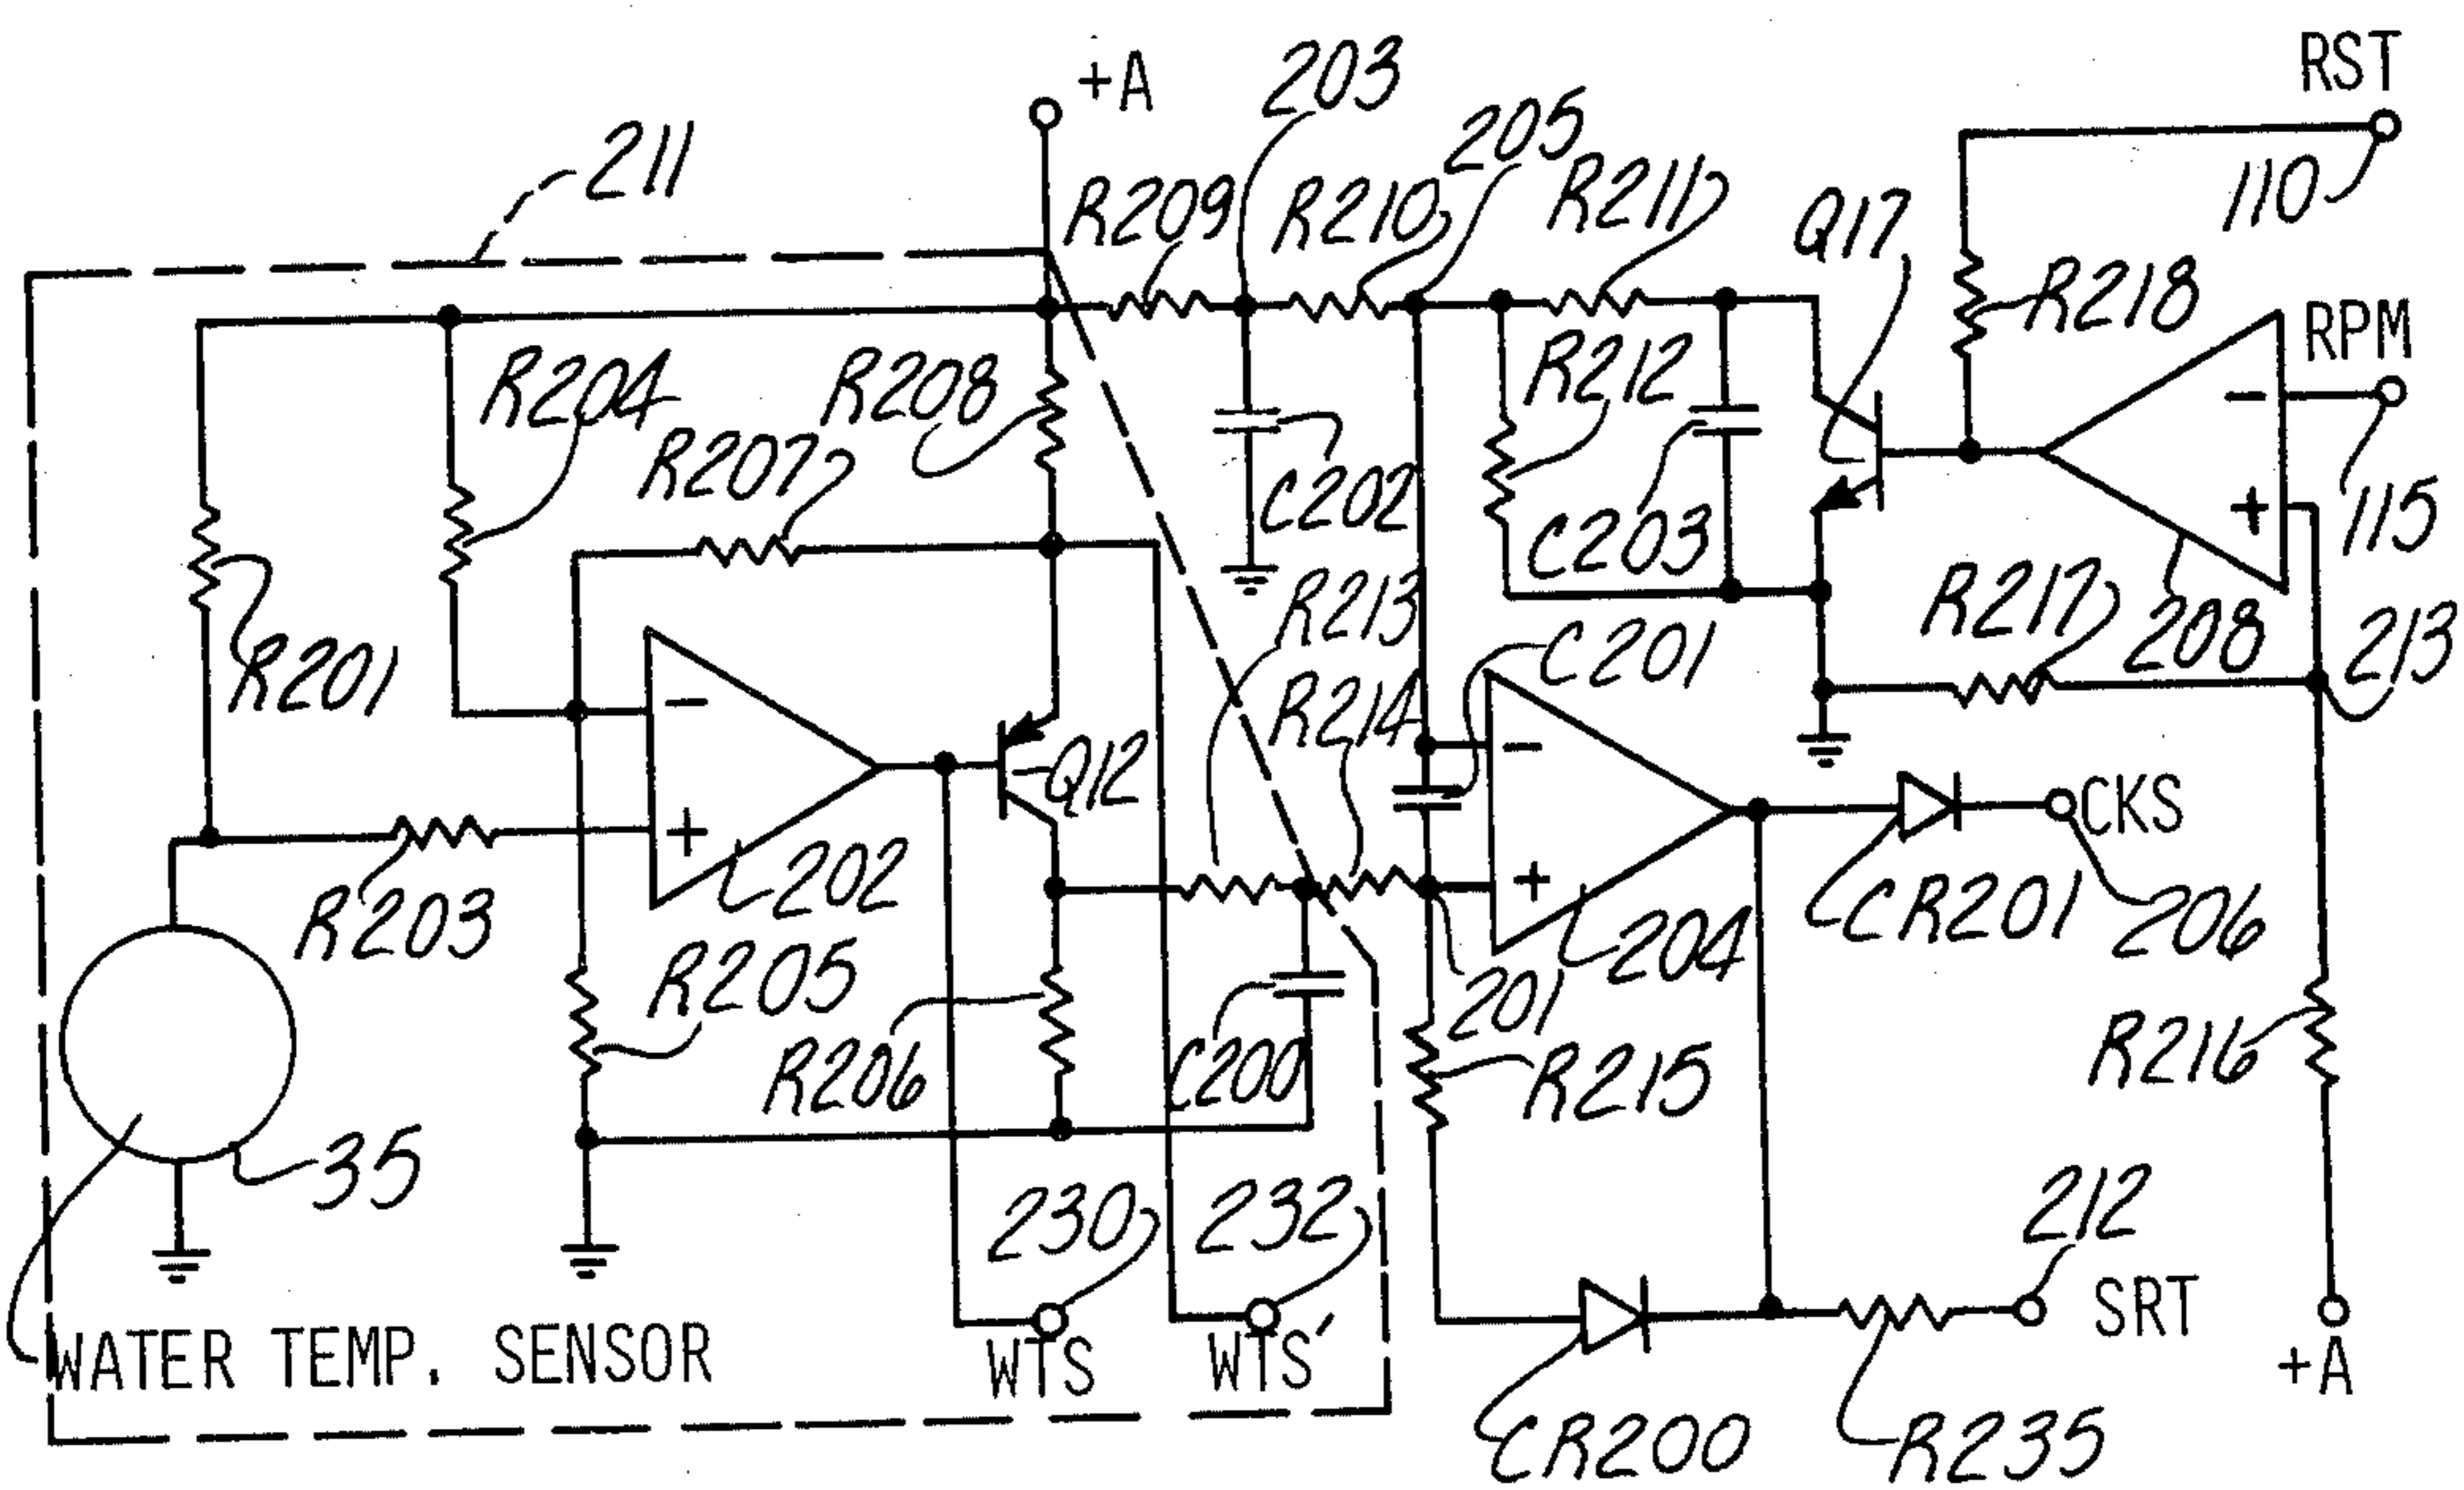 RST
+A
203
205
211
110
R209
R210
R211
Q17
R218
RPM
R204
R208
R212
R207
C202
C203
115
R213
R217
208
213
R201
C201
R214
Q12
CKS
202
R203
CR201
206
204
R205
201
R206
C200
R215
R216
35
230
232
212
SRT
WATER TEMP. SENSOR
WTS
WTS'
+A
CR200
R235
-
+
-
+
-
+